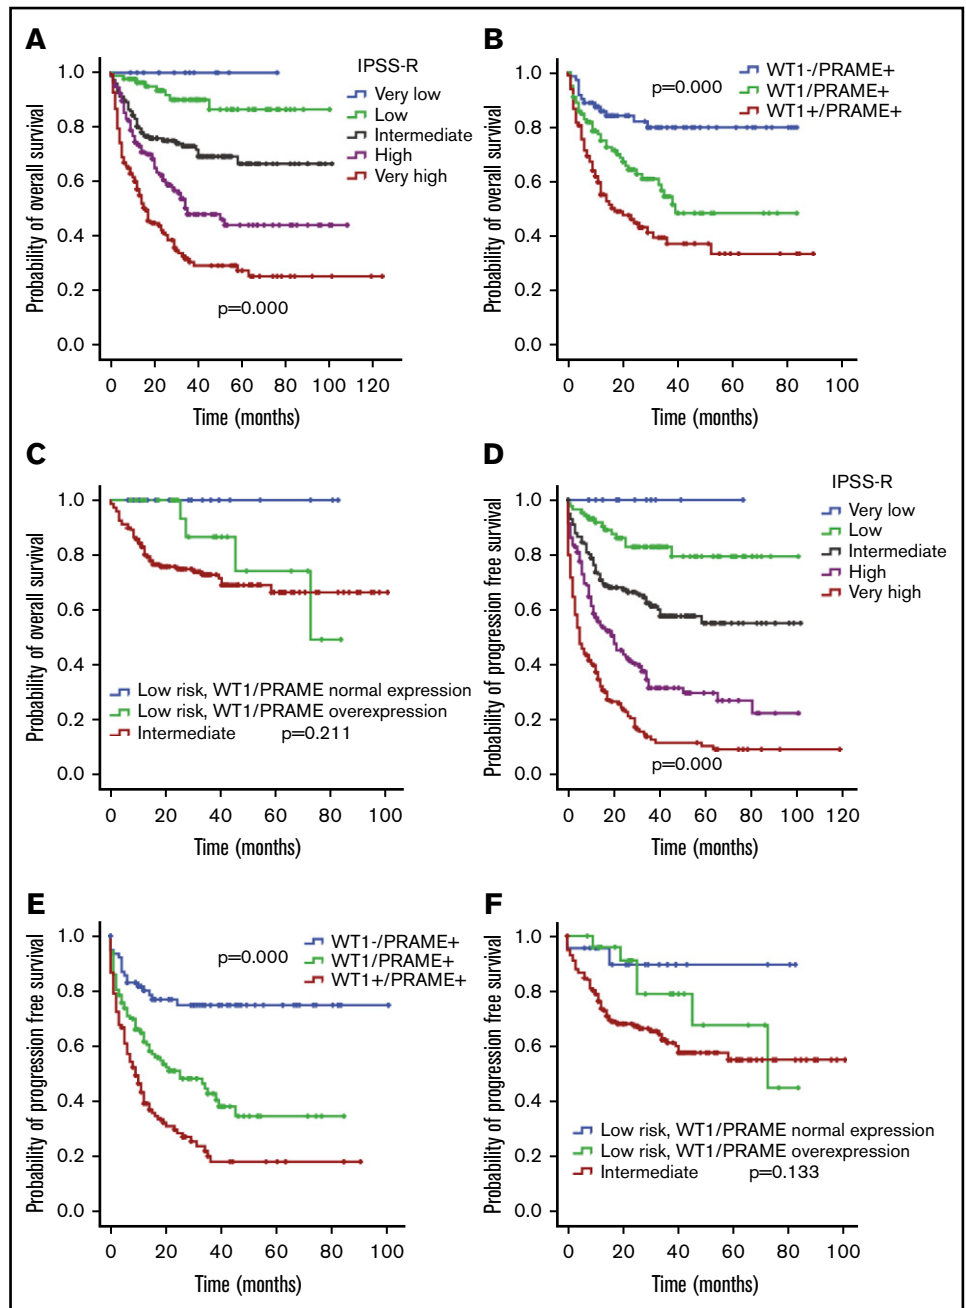 A
Probability of overall survival
1.0
0.8
0.6
0.4
0.2
0.0
IPSS-R
Very low
Low
Intermediate
High
Very high
p=0.000
0 20 40 60 80 100 120
Time (months)
B
Probability of overall survival
1.0
0.8
0.6
0.4
0.2
0.0
p=0.000
WT1-/PRAME+
WT1/PRAME+
WT1+/PRAME+
0 20 40 60 80 100
Time (months)
C
Probability of overall survival
1.0
0.8
0.6
0.4
0.2
0.0
Low risk, WT1/PRAME normal expression
Low risk, WT1/PRAME overexpression
Intermediate p=0.211
0 20 40 60 80 100
Time (months)
D
Probability of progression free survival
1.0
0.8
0.6
0.4
0.2
0.0
IPSS-R
Very low
Low
Intermediate
High
Very high
p=0.000
0 20 40 60 80 100 120
Time (months)
E
Probability of progression free survival
1.0
0.8
0.6
0.4
0.2
0.0
p=0.000
WT1-/PRAME+
WT1/PRAME+
WT1+/PRAME+
0 20 40 60 80 100
Time (months)
F
Probability of progression free survival
1.0
0.8
0.6
0.4
0.2
0.0
Low risk, WT1/PRAME normal expression
Low risk, WT1/PRAME overexpression
Intermediate p=0.133
0 20 40 60 80 100
Time (months)